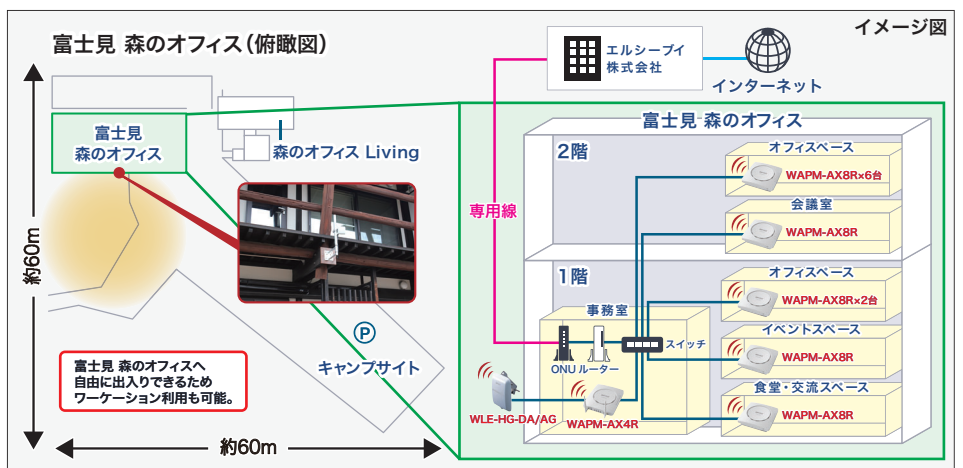 イメージ図
富士見 森のオフィス(俯瞰図)
エルシーブイ
株式会社
インターネット
富士見
森のオフィス
森のオフィス Living
約60m
約60m
富士見 森のオフィスへ
自由に出入りできるため
ワーケーション利用も可能。
P
キャンプサイト
専用線
富士見 森のオフィス
2階
オフィスペース
WAPM-AX8R×6台
会議室
WAPM-AX8R
1階
オフィスペース
WAPM-AX8R×2台
事務室
ONU ルーター
スイッチ
イベントスペース
WAPM-AX8R
食堂・交流スペース
WAPM-AX8R
WLE-HG-DA/AG
WAPM-AX4R